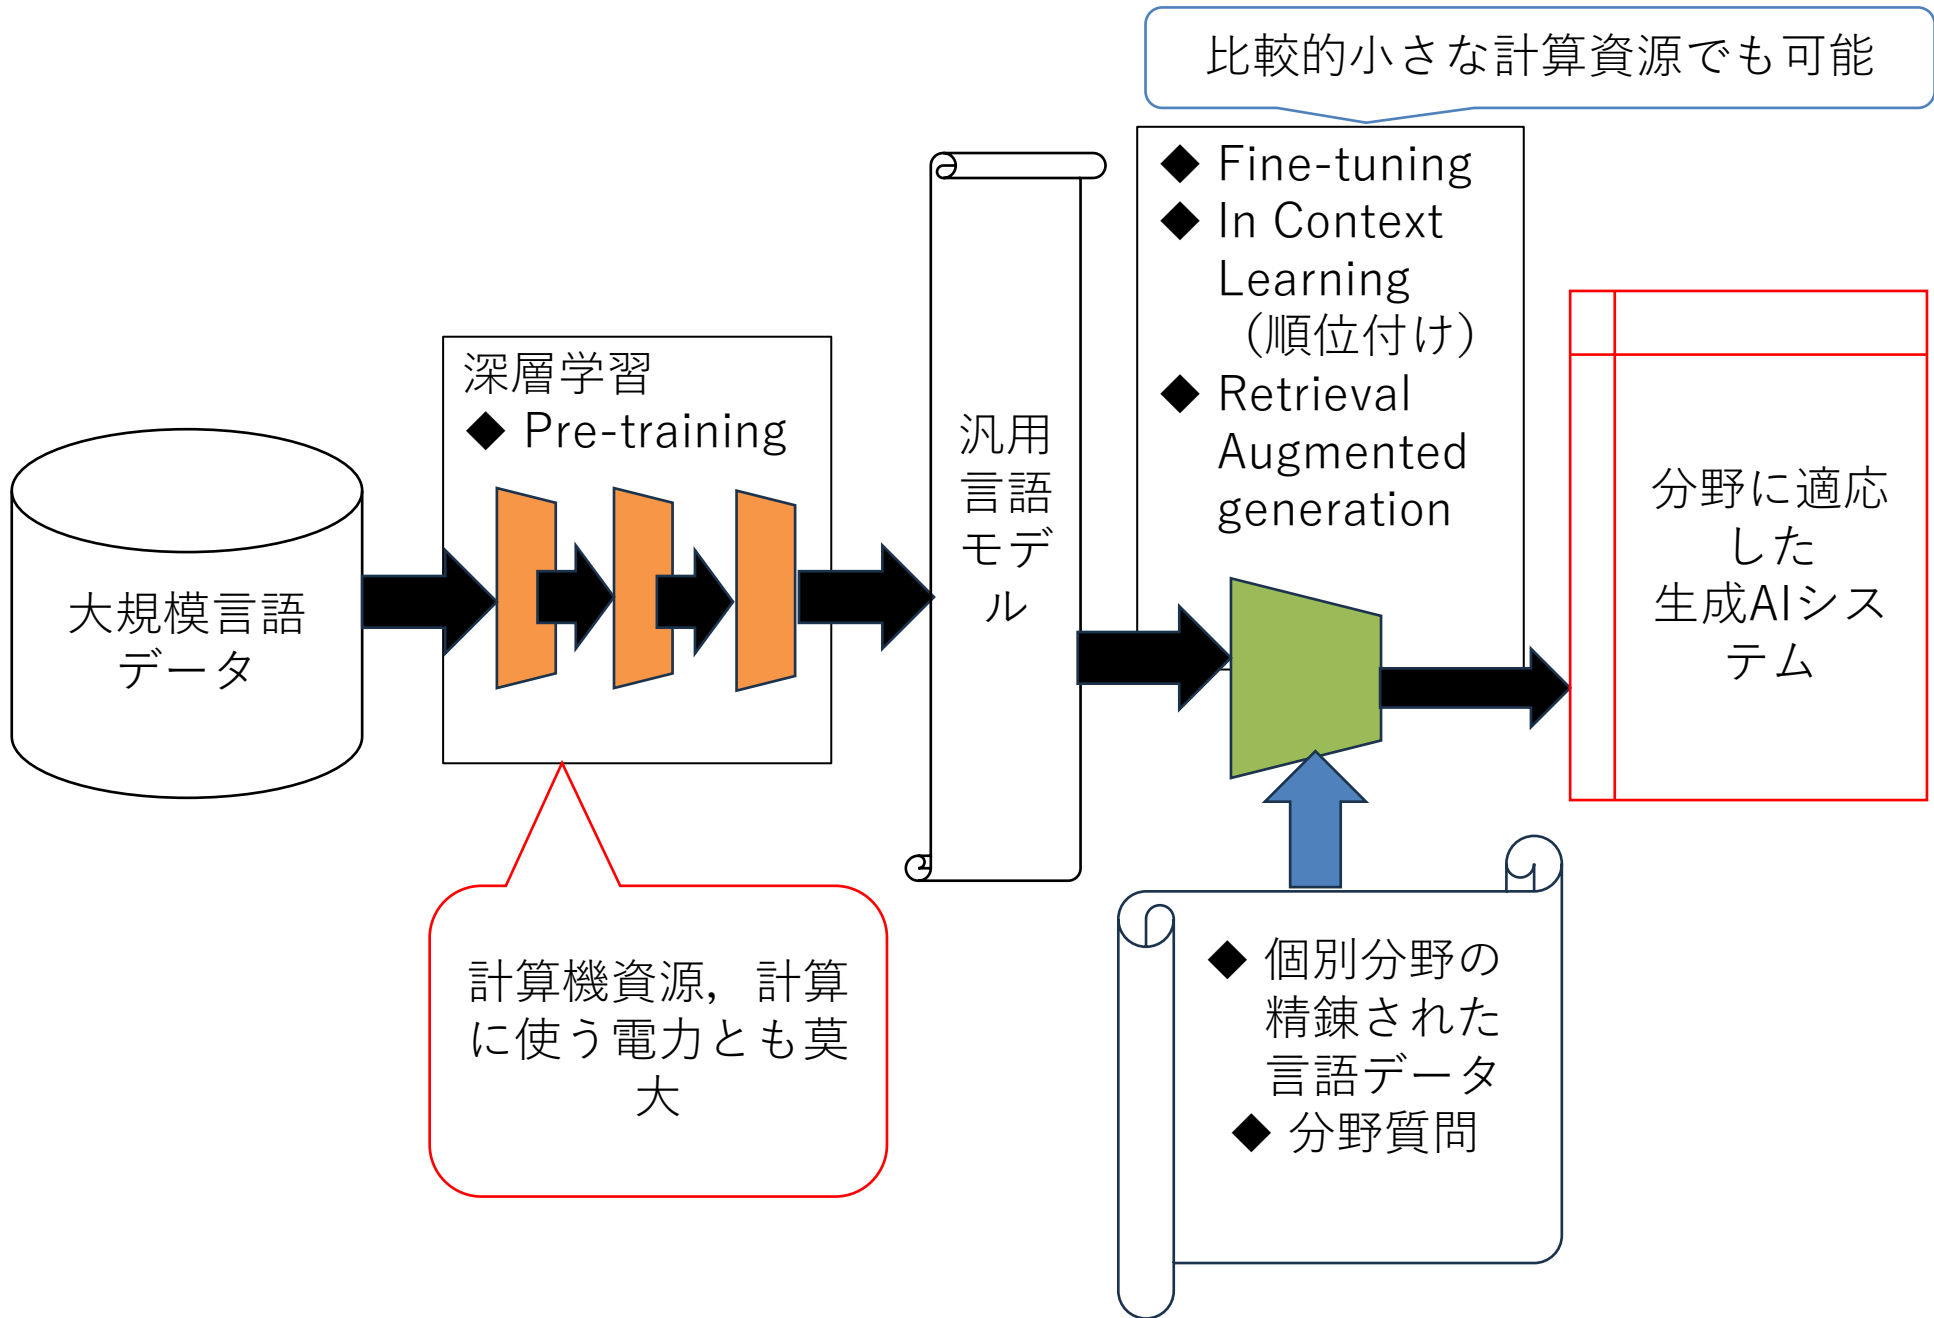 比較的小さな計算資源でも可能
◆ Fine-tuning
◆ In Context
Learning
（順位付け）
◆ Retrieval
Augmented
generation
深層学習
◆ Pre-training
大規模言語
データ
汎用
言語
モデ
ル
分野に適応
した
生成AIシス
テム
計算機資源，計算
に使う電力とも莫
大
◆ 個別分野の
精錬された
言語データ
◆ 分野質問